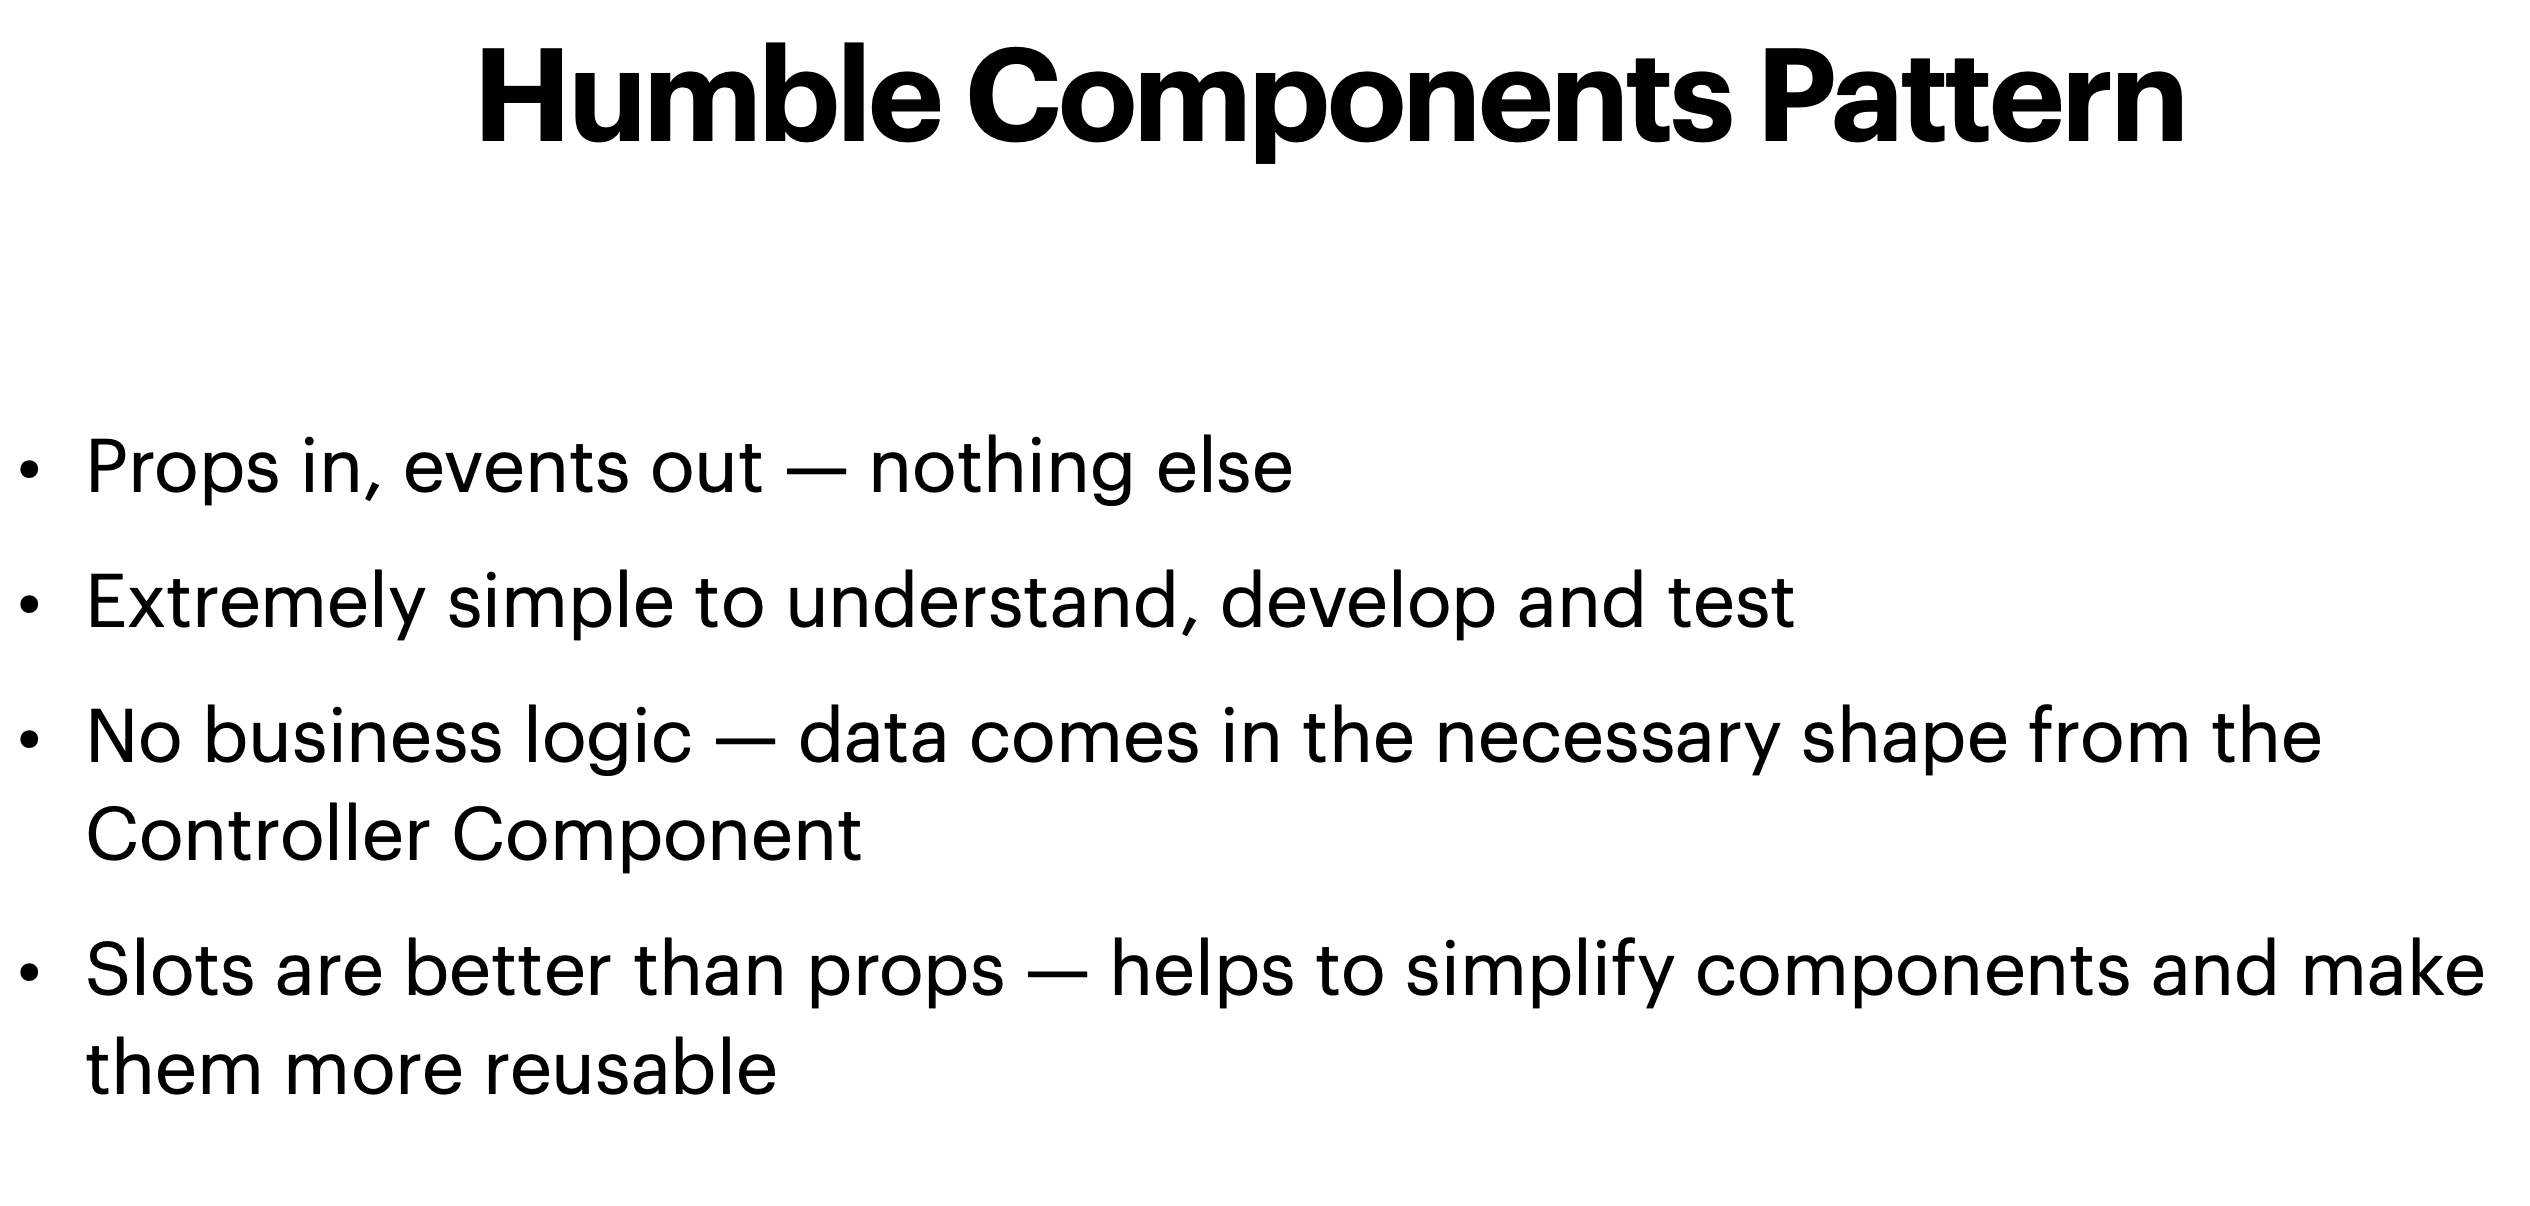 Humble Components Pattern
• Props in, events out — nothing else
• Extremely simple to understand, develop and test
• No business logic — data comes in the necessary shape from the
Controller Component
• Slots are better than props — helps to simplify components and make
them more reusable